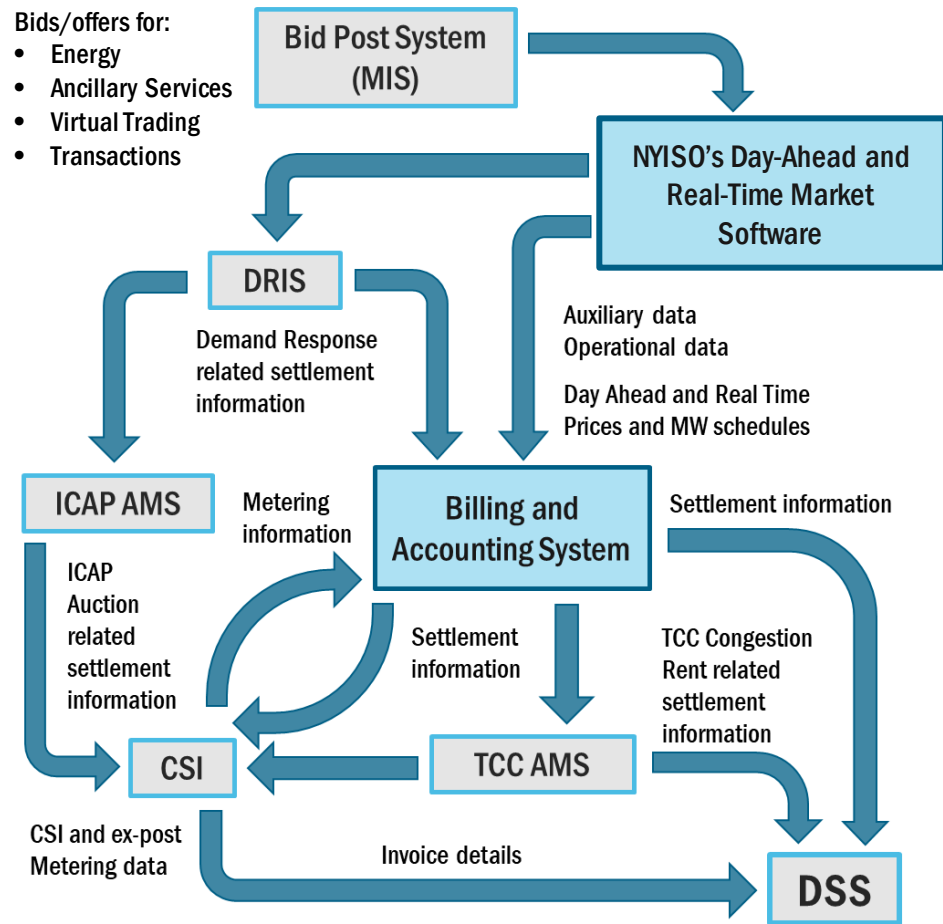 Bids/offers for:
• Energy
• Ancillary Services
• Virtual Trading
• Transactions
Bid Post System
(MIS)
NYISO's Day-Ahead and
Real-Time Market
Software
DRIS
Demand Response
related settlement
information
Auxiliary data
Operational data
Day Ahead and Real Time
Prices and MW schedules
ICAP AMS
Metering
information
Billing and
Accounting System
Settlement information
ICAP
Auction
related
settlement
information
Settlement
information
TCC Congestion
Rent related
settlement
information
CSI
TCC AMS
CSI and ex-post
Metering data
Invoice details
DSS